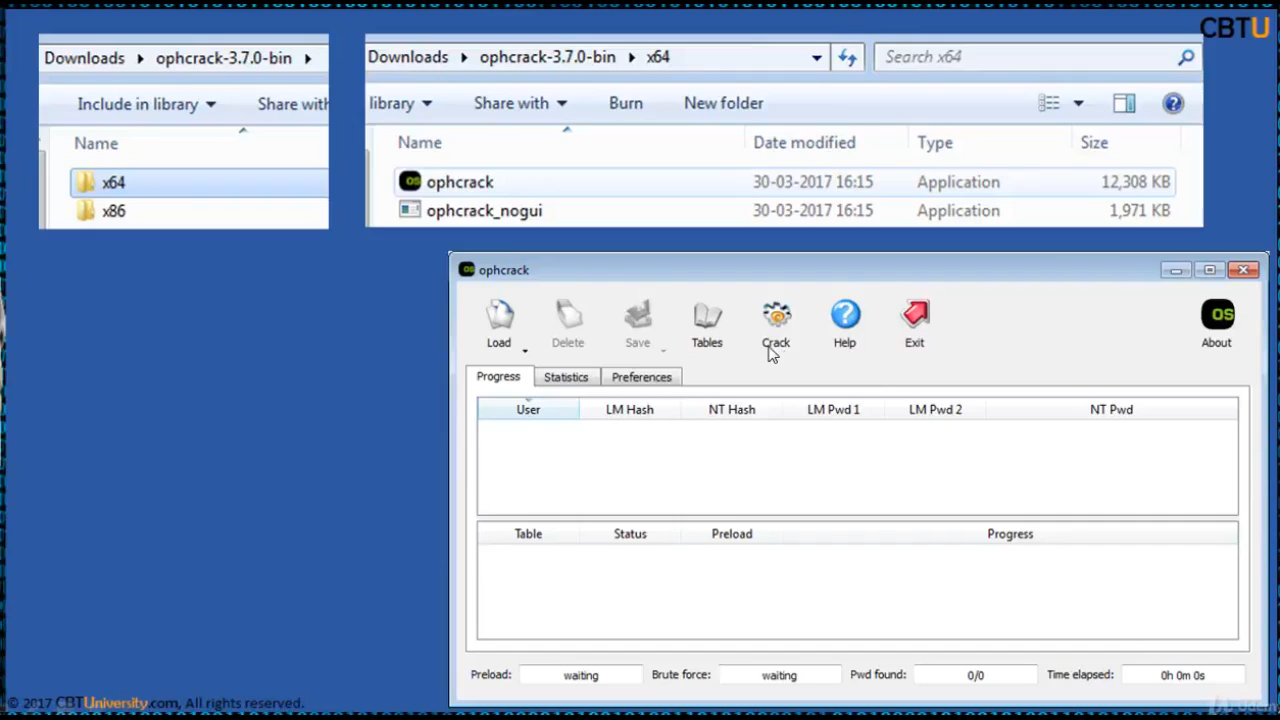 CBTU
Downloads ophcrack-3.7.0-bin
Include in library Share with
Name
x64
x86
Downloads ophcrack-3.7.0-bin x64 Search x64
library Share with Burn New folder
Name Date modified Type Size
ophcrack 30-03-2017 16:15 Application 12,308 KB
ophcrack_nogui 30-03-2017 16:15 Application 1,971 KB
OS ophcrack
OS
Load Delete Save Tables Crack Help Exit About
Progress Statistics Preferences
User LM Hash NT Hash LM Pwd 1 LM Pwd 2 NT Pwd
Table Status Preload Progress
Preload: waiting Brute force: waiting Pwd found: 0/0 Time elapsed: 0h 0m 0s
© 2017 CBTUniversity.com, All rights reserved.